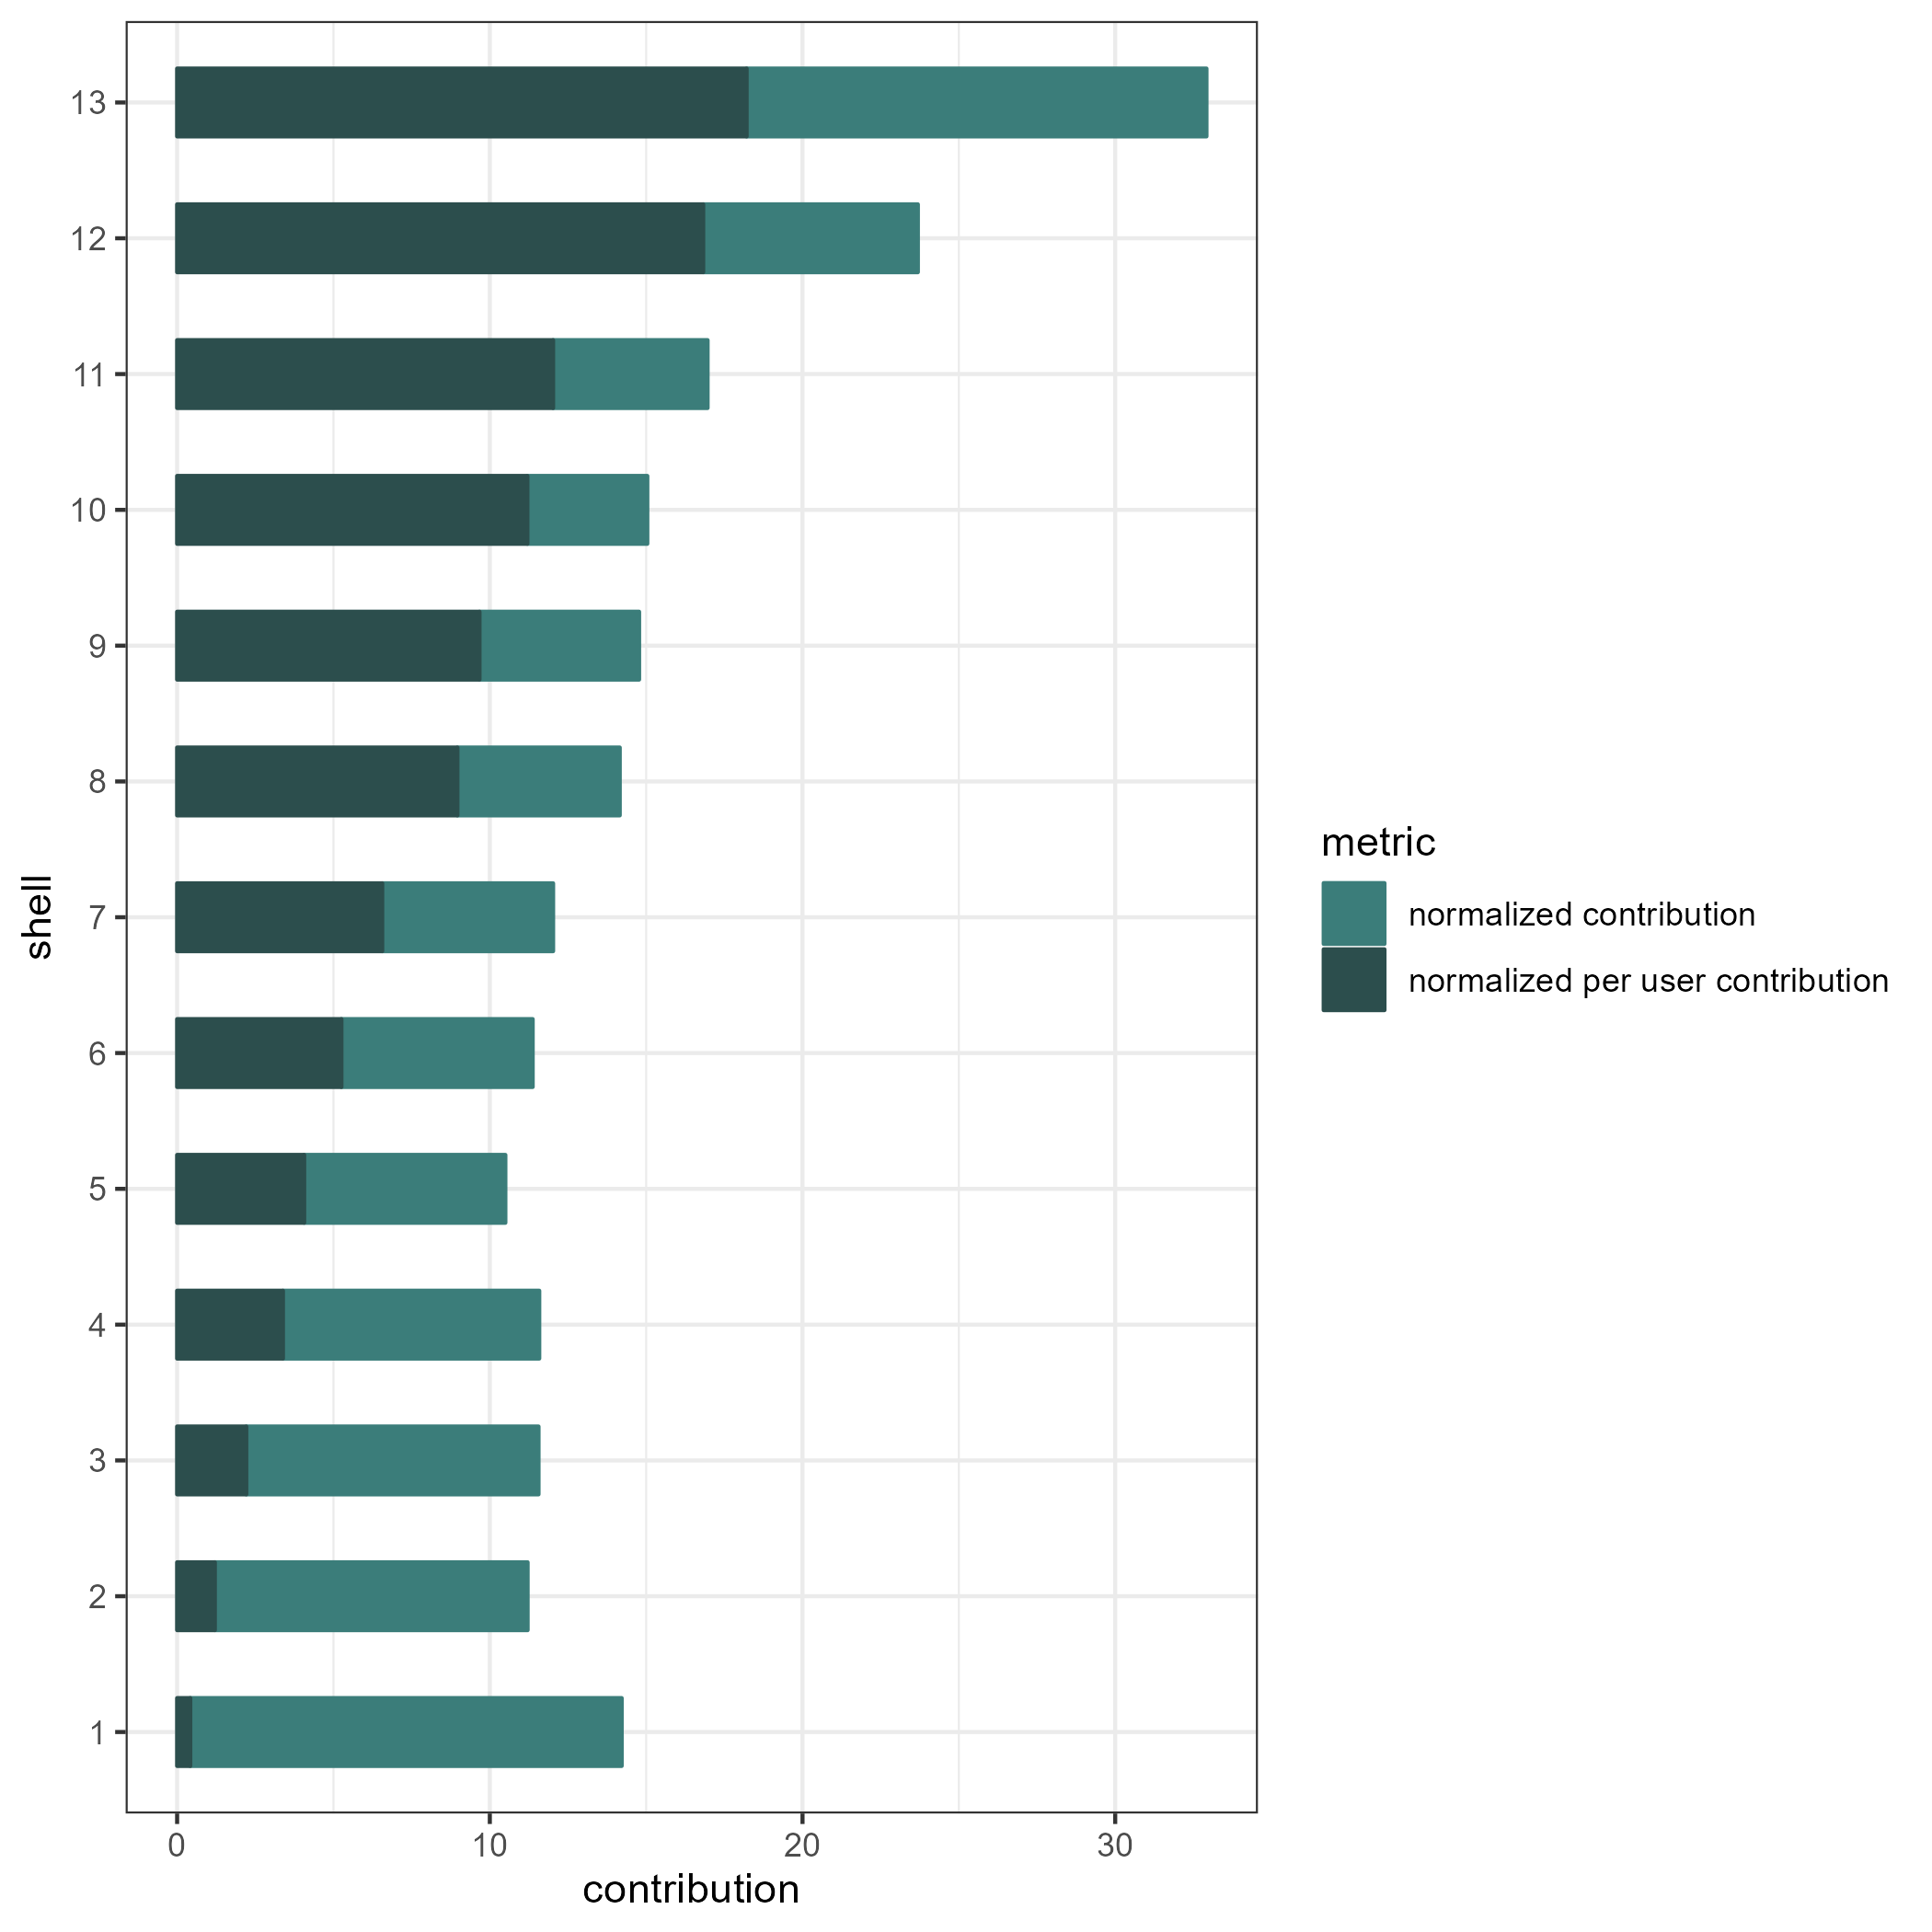 13
12
11
10
9
8
7
6
5
4
3
2
1
shell
0 10 20 30
contribution
metric
normalized contribution
normalized per user contribution